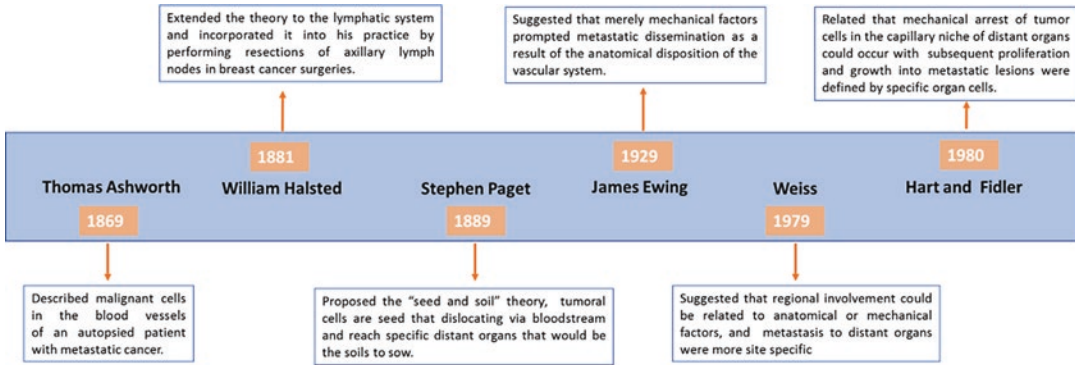 Extended the theory to the lymphatic system
and incorporated it into his practice by
performing resections of axillary lymph
nodes in breast cancer surgeries.
Suggested that merely mechanical factors
prompted metastatic dissemination as a
result of the anatomical disposition of the
vascular system.
Related that mechanical arrest of tumor
cells in the capillary niche of distant organs
could occur with subsequent proliferation
and growth into metastatic lesions were
defined by specific organ cells.
1881
1929
1980
Thomas Ashworth
William Halsted
Stephen Paget
James Ewing
Weiss
Hart and Fidler
1869
1889
1979
Described malignant cells
in the blood vessels
of an autopsied patient
with metastatic cancer.
Proposed the “seed and soil” theory, tumoral
cells are seed that dislocating via bloodstream
and reach specific distant organs that would be
the soils to sow.
Suggested that regional involvement could
be related to anatomical or mechanical
factors, and metastasis to distant organs
were more site specific